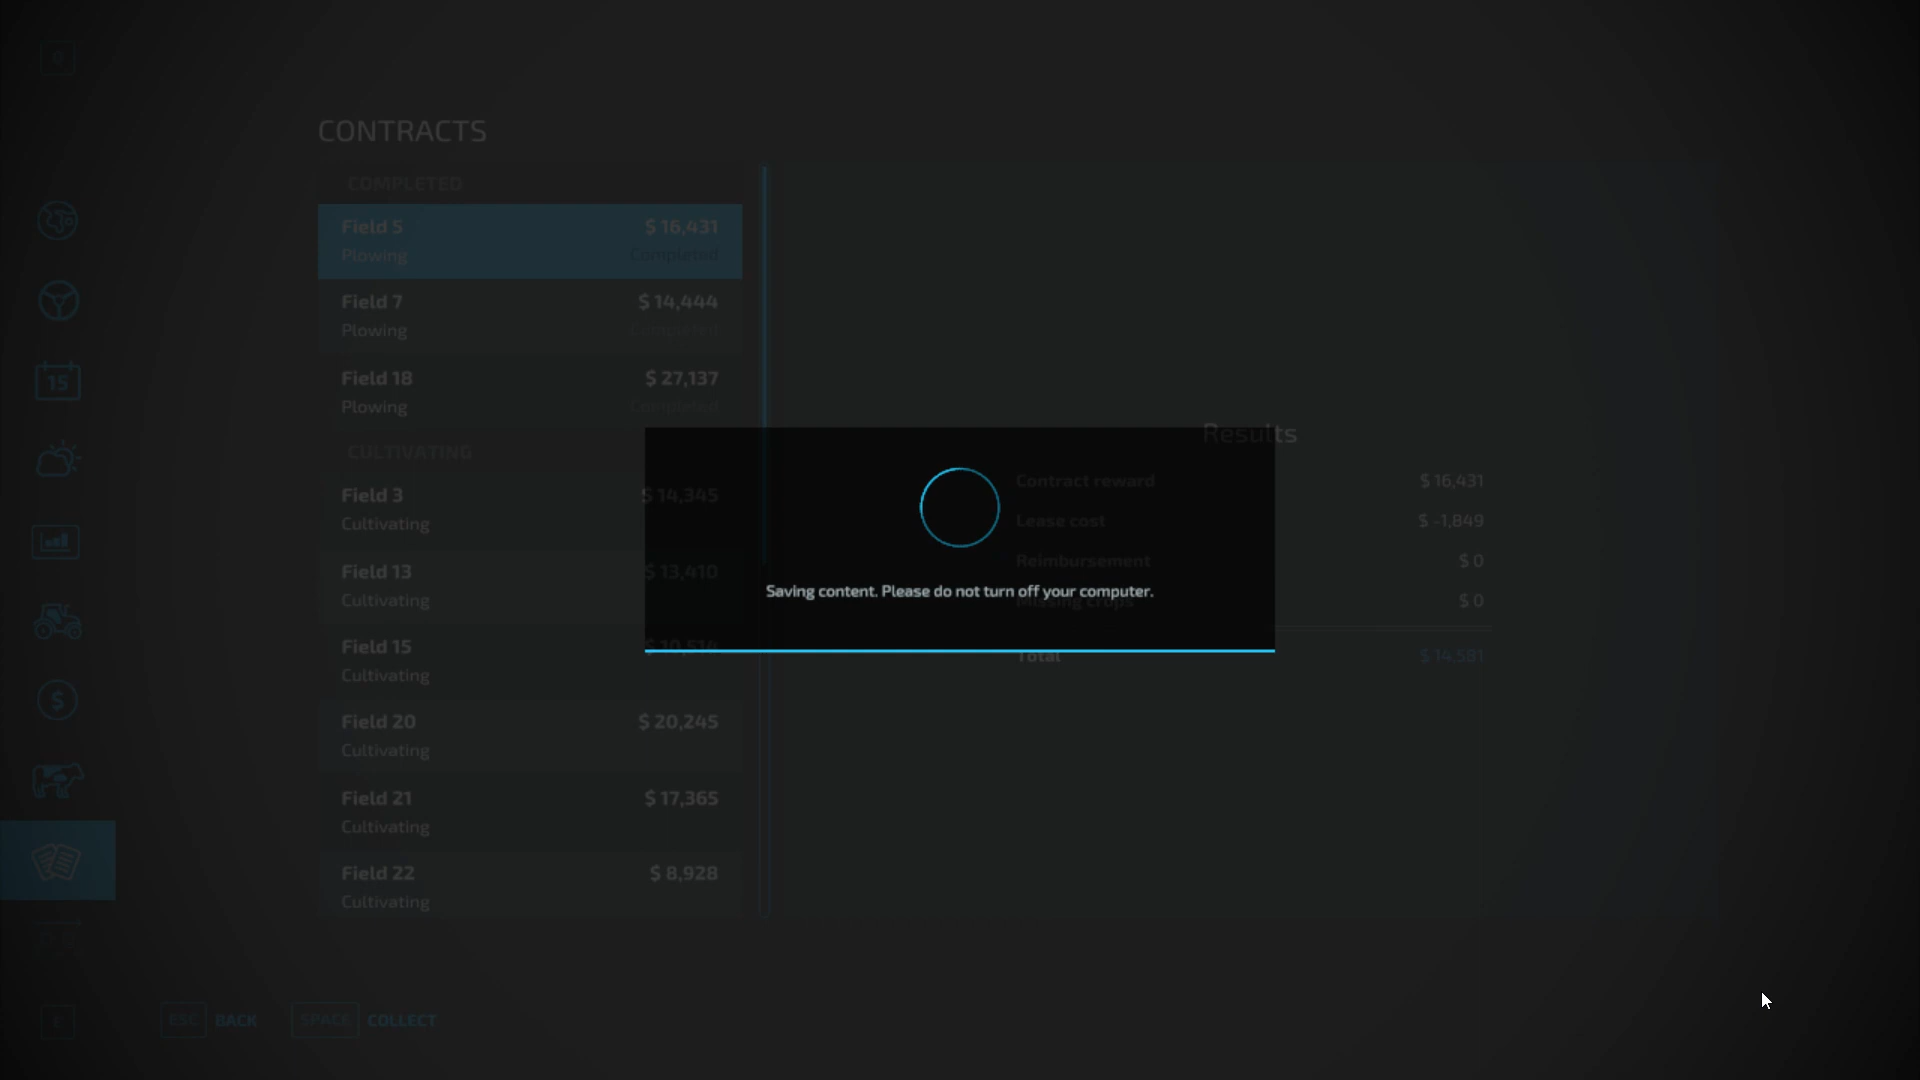 Q
CONTRACTS
COMPLETED
Field 5 $ 16,431
Plowing Completed
Field 7 $ 14,444
Plowing Completed
Field 18 $ 27,137
Plowing Completed
CULTIVATING
Field 3 $ 14,345
Cultivating
Field 13 $ 13,410
Cultivating
Field 15
Cultivating
Field 20 $ 20,245
Cultivating
Field 21 $ 17,365
Cultivating
Field 22 $ 8,928
Cultivating
Results
Contract reward $ 16,431
Lease cost $ -1,849
Reimbursement $ 0
Missing crops $ 0
Total $ 14,581
Saving content. Please do not turn off your computer.
15
$
E
ESC BACK SPACE COLLECT